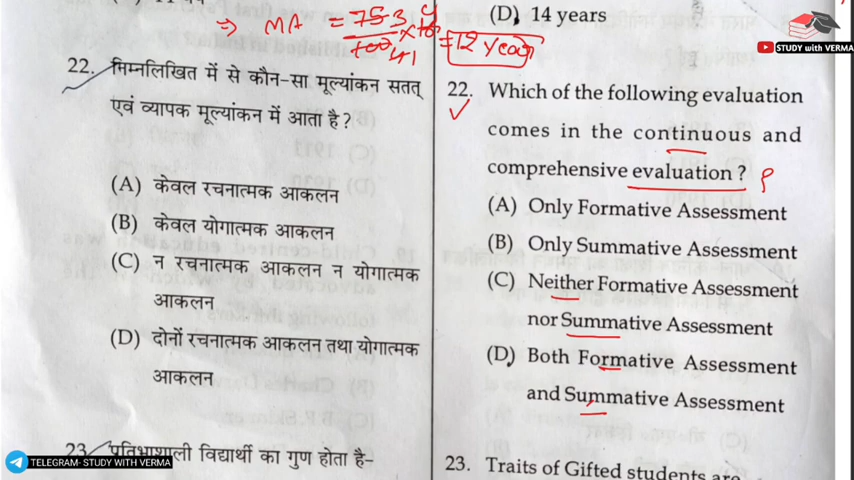 (D) 14 years
⇒ MA = 75 3 4
= 12 years
STUDY with VERMA
22. निम्नलिखित में से कौन-सा मूल्यांकन सतत्
एवं व्यापक मूल्यांकन में आता है?
(A) केवल रचनात्मक आकलन
(B) केवल योगात्मक आकलन
(C) न रचनात्मक आकलन न योगात्मक
आकलन
(D) दोनों रचनात्मक आकलन तथा योगात्मक
आकलन
23. प्रतिभाशाली विद्यार्थी का गुण होता है-
TELEGRAM- STUDY WITH VERMA
22. Which of the following evaluation
comes in the continuous and
comprehensive evaluation ?
(A) Only Formative Assessment
(B) Only Summative Assessment
(C) Neither Formative Assessment
nor Summative Assessment
(D) Both Formative Assessment
and Summative Assessment
23. Traits of Gifted students are